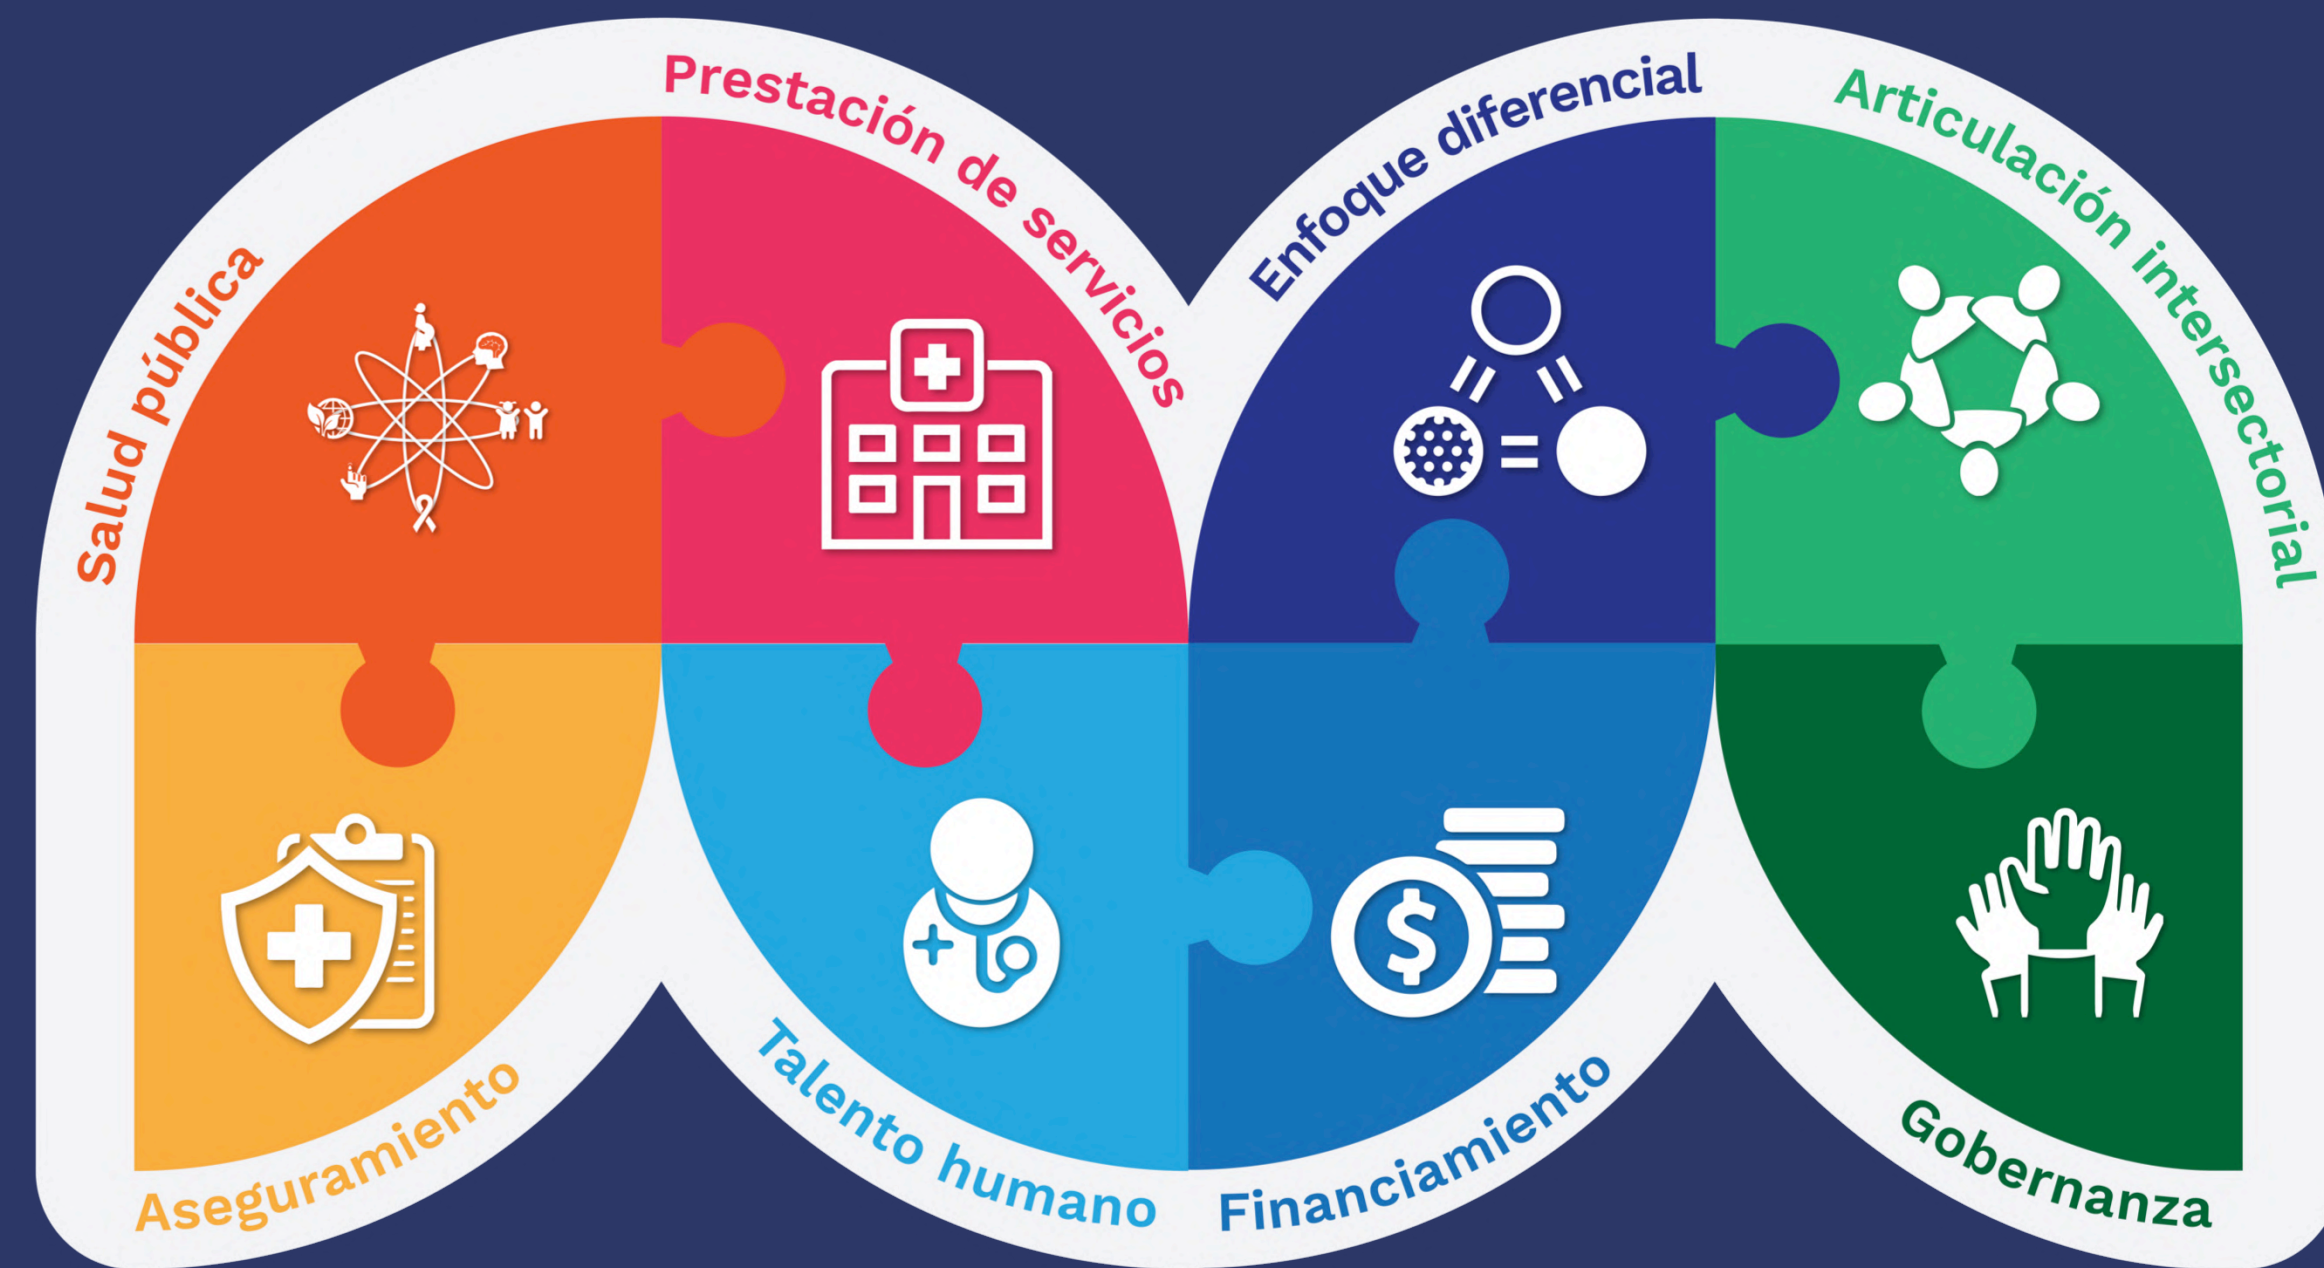 Salud pública
Prestación de servicios
Enfoque diferencial
Articulación intersectorial
Aseguramiento
Talento humano
Financiamiento
Gobernanza